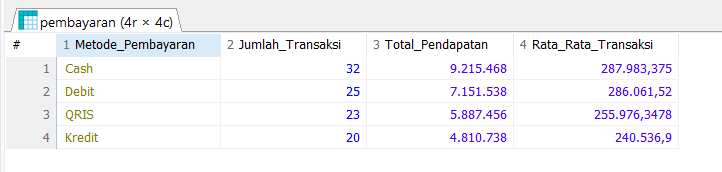 pembayaran (4r × 4c)
# 1 Metode_Pembayaran 2 Jumlah_Transaksi 3 Total_Pendapatan 4 Rata_Rata_Transaksi
1 Cash 32 9.215.468 287.983,375
2 Debit 25 7.151.538 286.061,52
3 QRIS 23 5.887.456 255.976,3478
4 Kredit 20 4.810.738 240.536,9